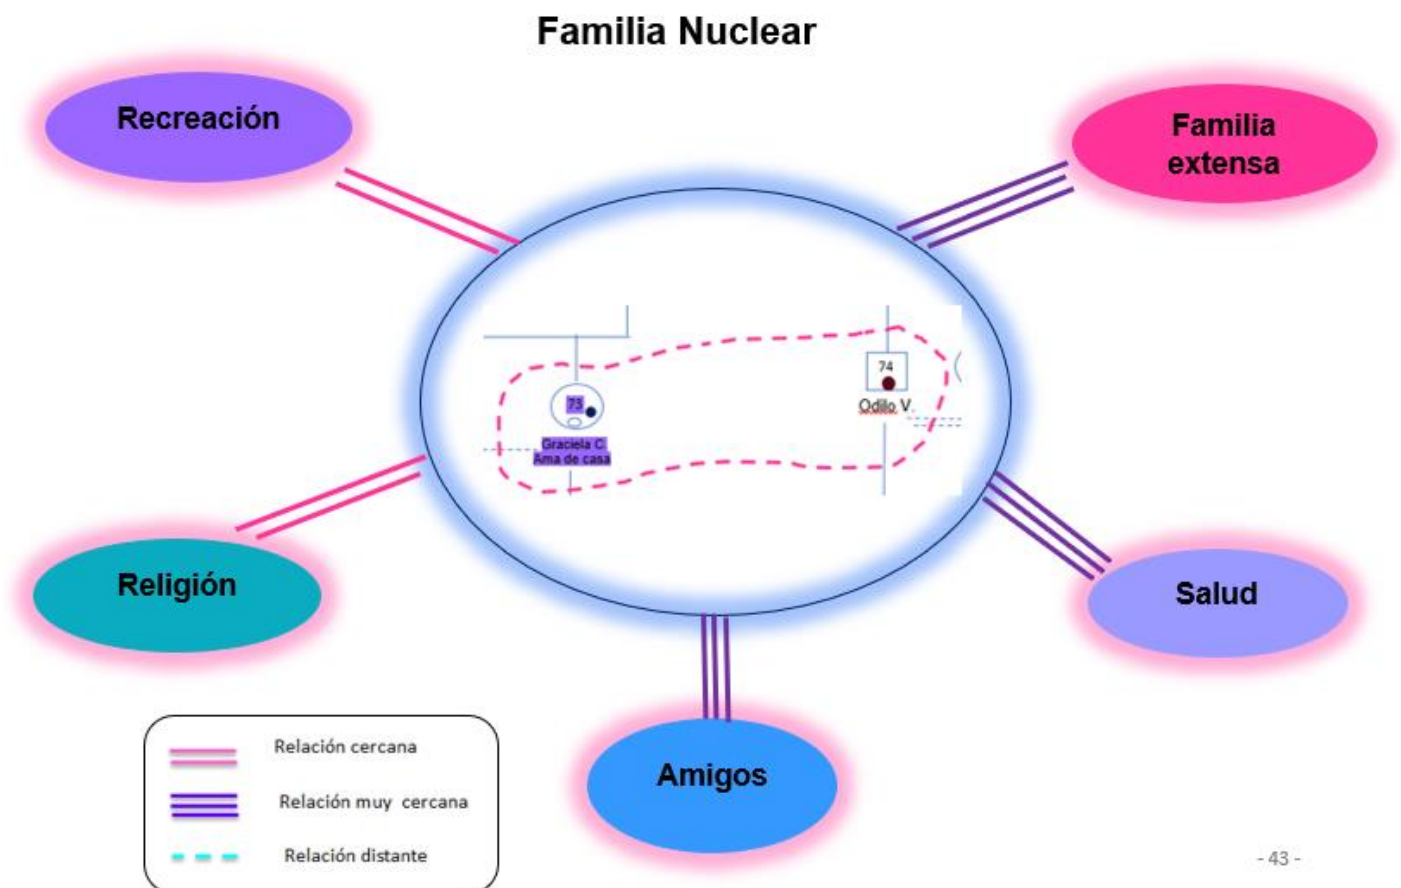 Familia Nuclear
Recreación
Familia
extensa
74
Odilo V.
73
Graciela C.
Ama de casa
Religión
Salud
Amigos
Relación cercana
Relación muy cercana
Relación distante
- 43 -